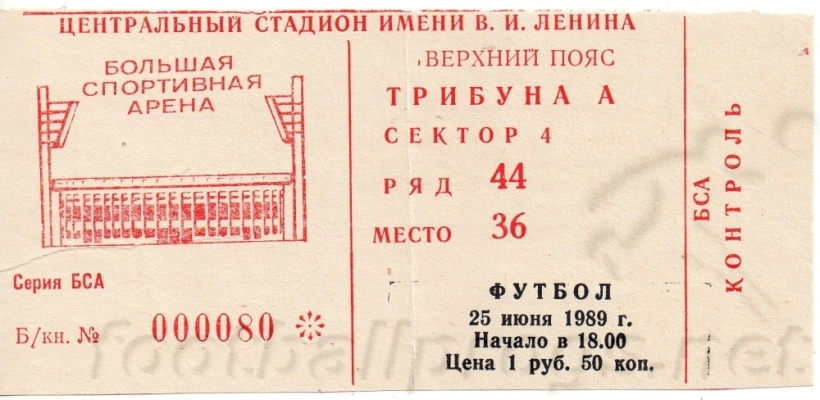 ЦЕНТРАЛЬНЫЙ СТАДИОН ИМЕНИ В. И. ЛЕНИНА
БОЛЬШАЯ
СПОРТИВНАЯ
АРЕНА
Серия БСА
Б/кн. № 000080
ВЕРХНИЙ ПОЯС
ТРИБУНА А
СЕКТОР 4
РЯД 44
МЕСТО 36
ФУТБОЛ
25 июня 1989 г.
Начало в 18.00
Цена 1 руб. 50 коп.
БСА
КОНТРОЛЬ